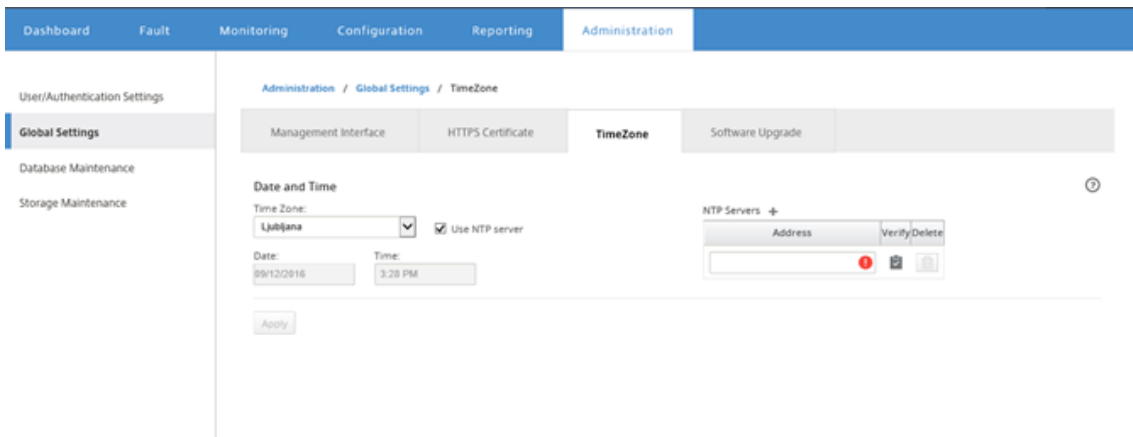 Dashboard Fault Monitoring Configuration Reporting Administration
User/Authentication Settings
Global Settings
Database Maintenance
Storage Maintenance
Administration / Global Settings / TimeZone
Management Interface HTTPS Certificate TimeZone Software Upgrade
Date and Time
?
Time Zone:
Ljubljana
Use NTP server
Date: Time:
09/12/2016 3:28 PM
NTP Servers +
Address Verify Delete
!
Apply